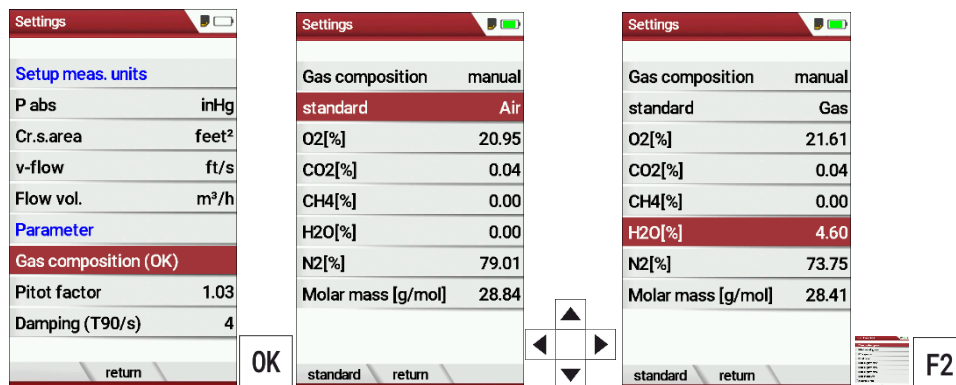 Settings
Setup meas. units
P abs inHg
Cr.s.area feet²
v-flow ft/s
Flow vol. m³/h
Parameter
Gas composition (OK)
Pitot factor 1.03
Damping (T90/s) 4
return
OK
Settings
Gas composition manual
standard Air
O2[%] 20.95
CO2[%] 0.04
CH4[%] 0.00
H2O[%] 0.00
N2[%] 79.01
Molar mass [g/mol] 28.84
standard return
Settings
Gas composition manual
standard Gas
O2[%] 21.61
CO2[%] 0.04
CH4[%] 0.00
H2O[%] 4.60
N2[%] 73.75
Molar mass [g/mol] 28.41
standard return
F2